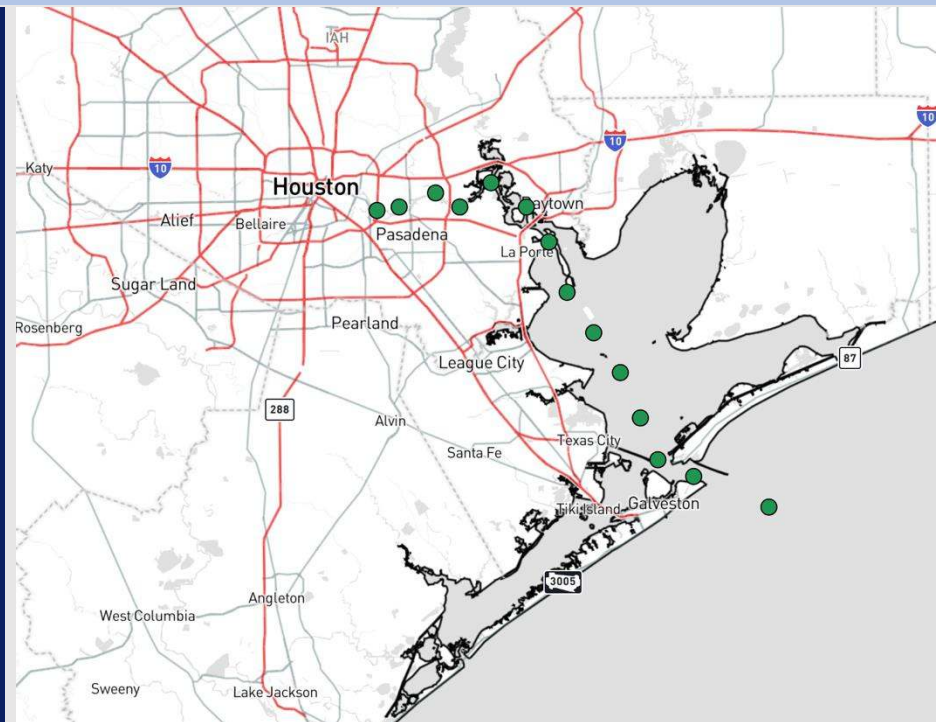 IAH
10
10
10
Katy
Houston
Baytown
Alief
Bellaire
Pasadena
La Porte
Sugar Land
Rosenberg
Pearland
87
League City
288
Alvin
Texas City
Santa Fe
Galveston
Tiki Island
3005
Angleton
West Columbia
Sweeny
Lake Jackson